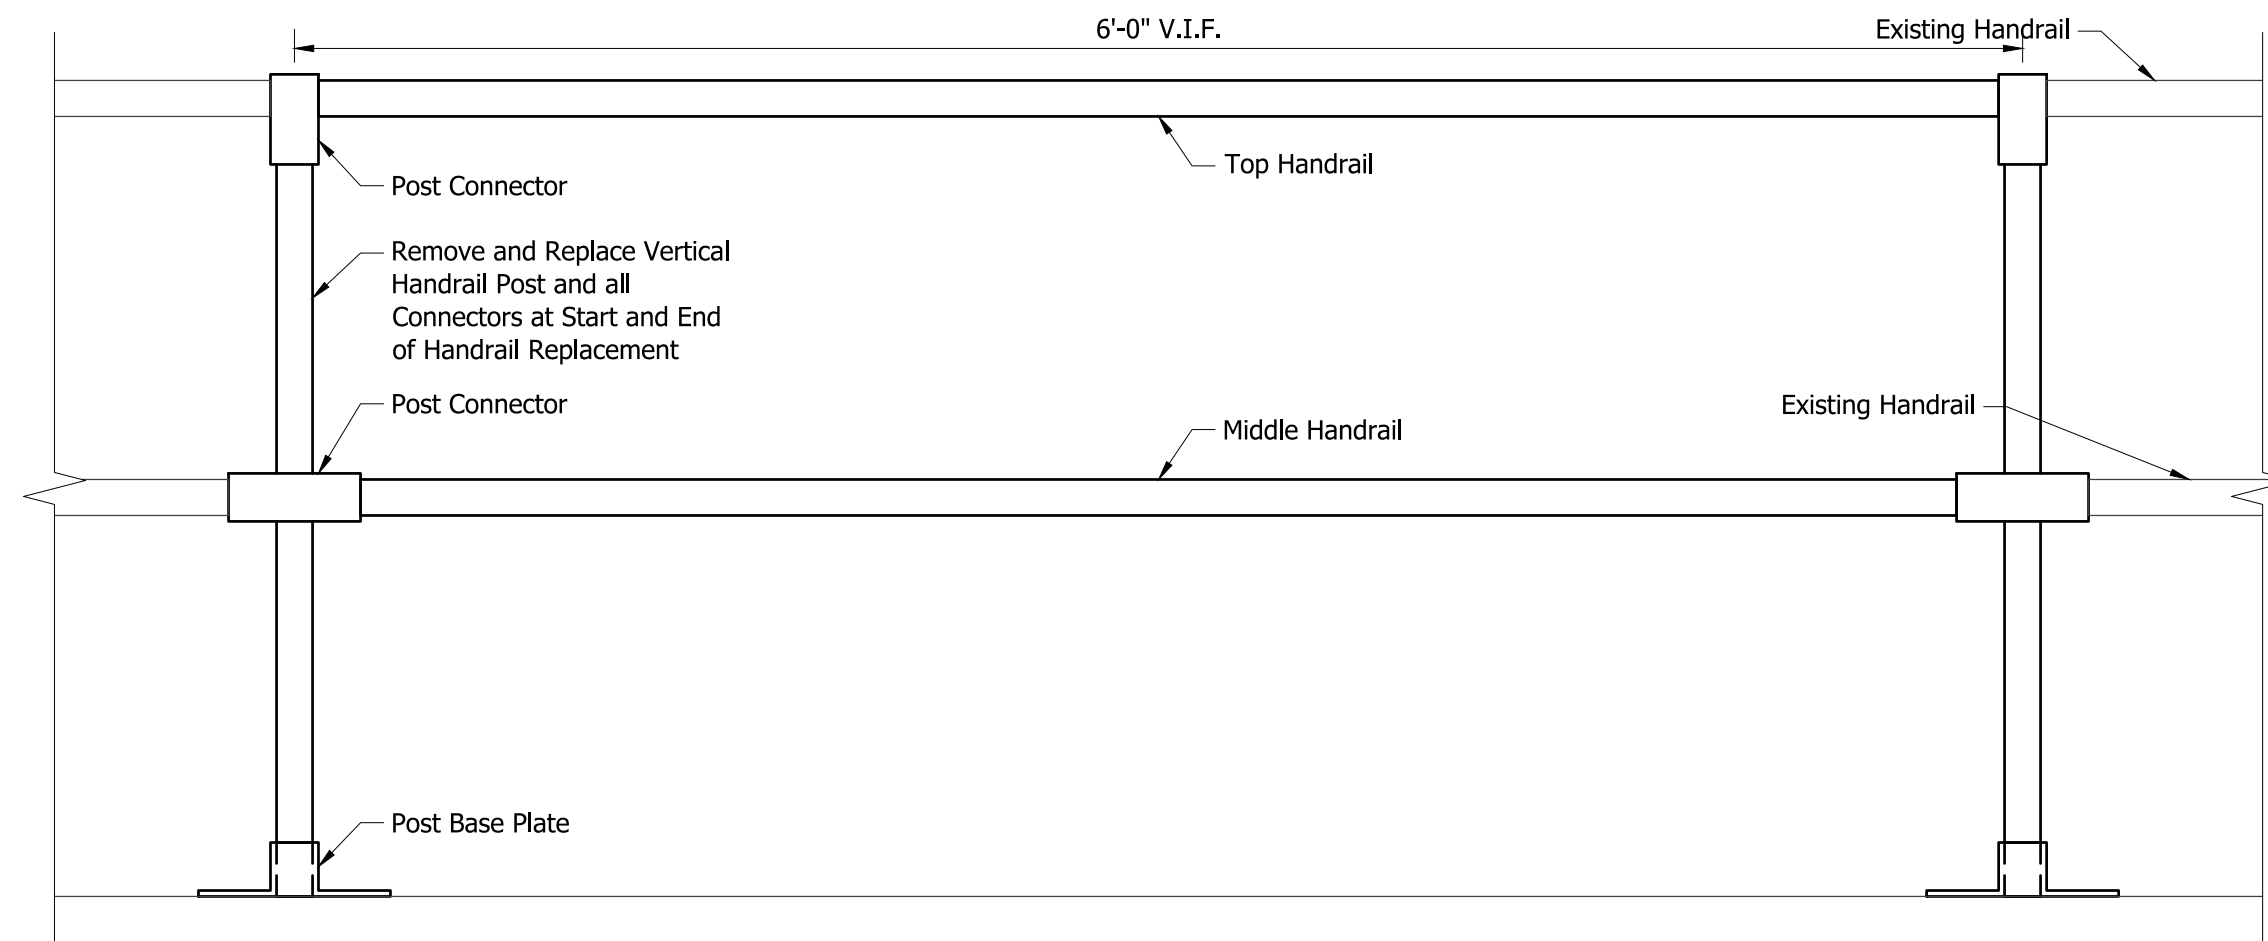 6'-0" V.I.F.
Existing Handrail
Top Handrail
Post Connector
Remove and Replace Vertical
Handrail Post and all
Connectors at Start and End
of Handrail Replacement
Post Connector
Existing Handrail
Middle Handrail
Post Base Plate